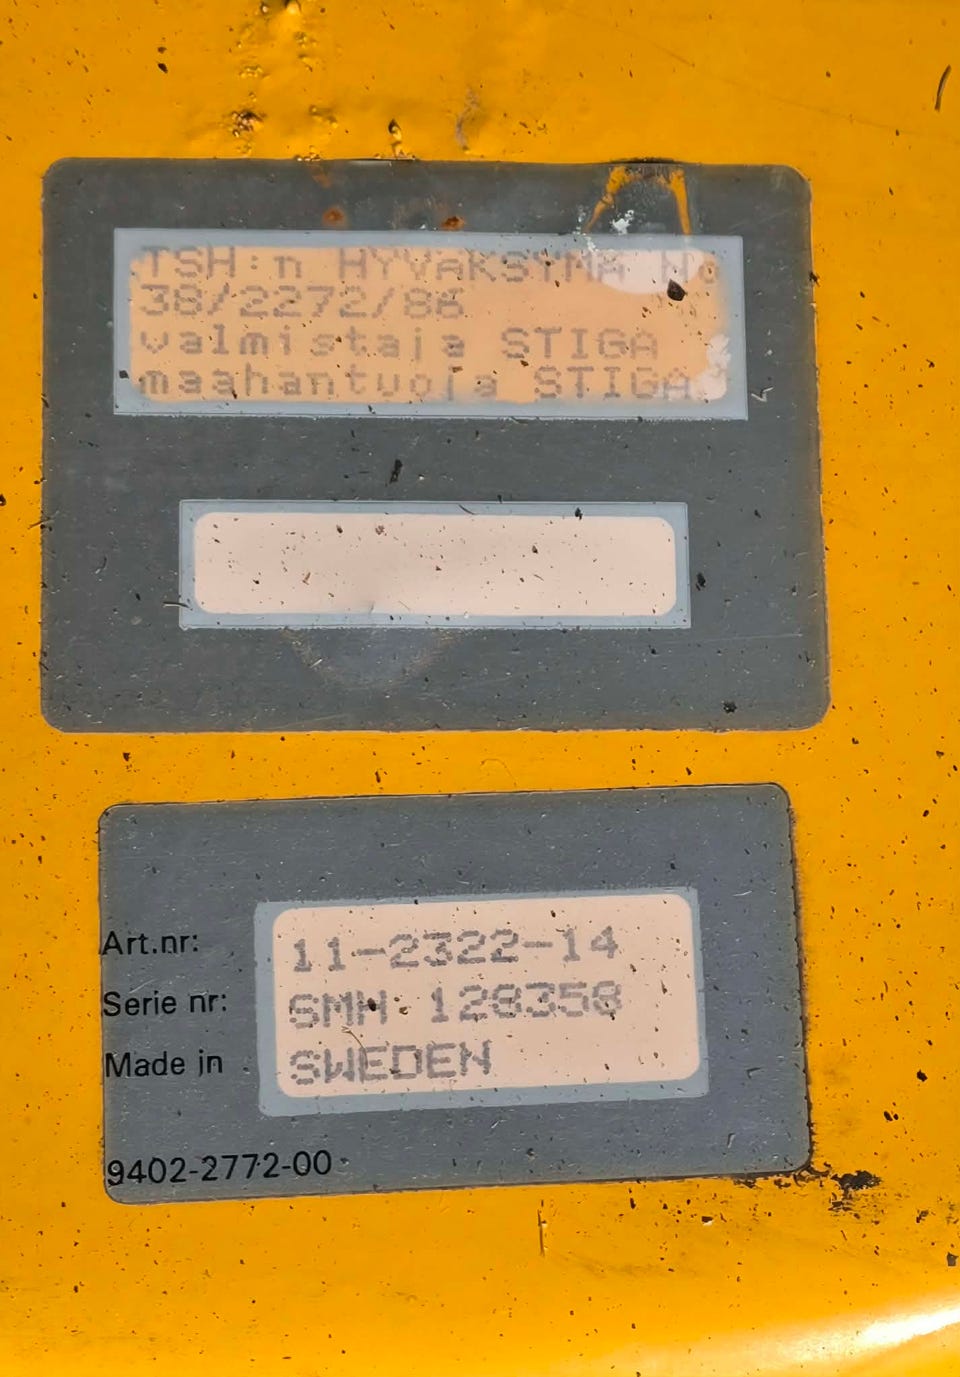 TSH:n HYVAKSYMA No
38/2272/86
valmistaja STIGA
maahantuoja STIGA
Art.nr: 11-2322-14
Serie nr: SMH 128358
Made in SWEDEN
9402-2772-00